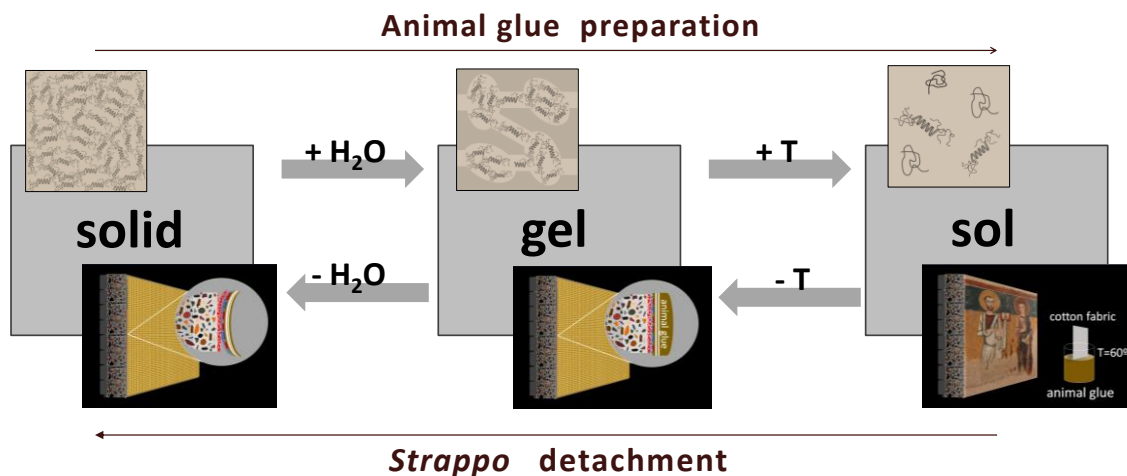 Animal glue preparation
+ H₂O
+ T
solid
gel
sol
- H₂O
- T
animal glue
cotton fabric
T=60º
animal glue
Strappo detachment